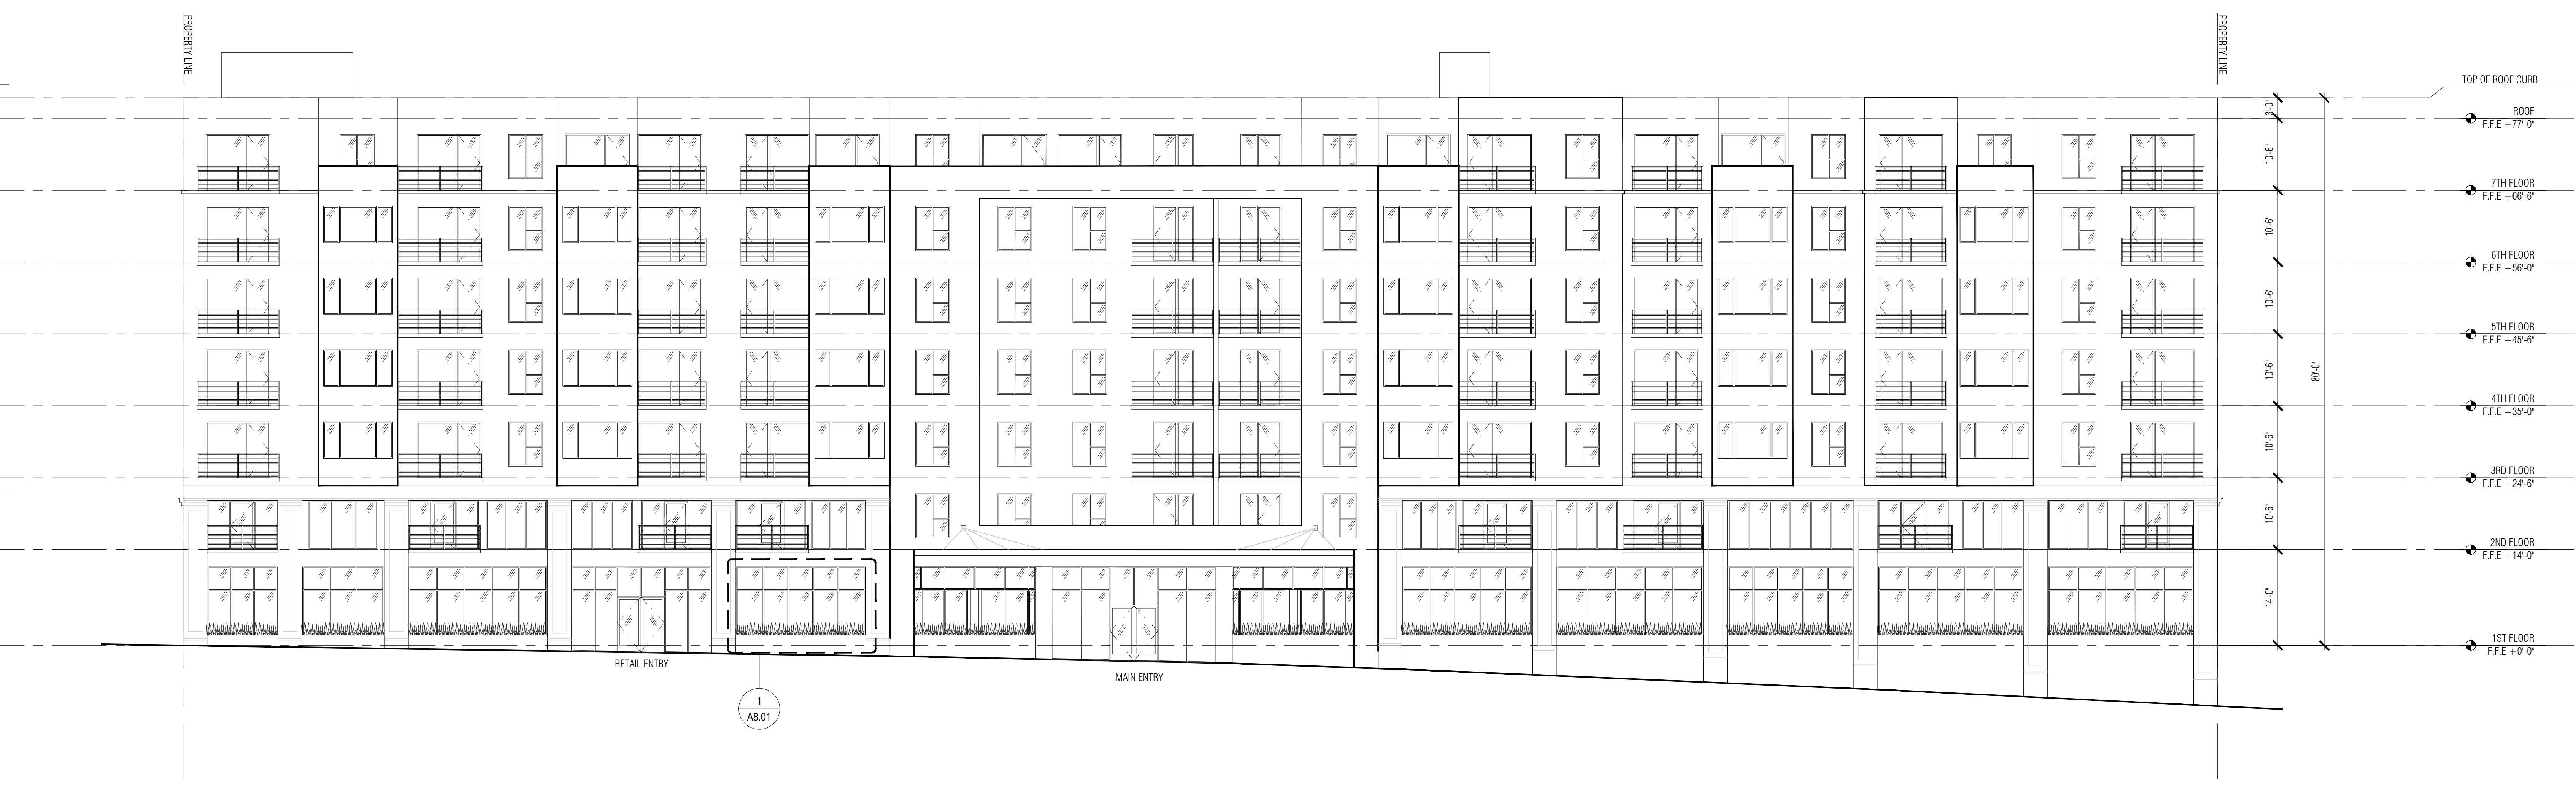 PROPERTY LINE
PROPERTY LINE
TOP OF ROOF CURB
3'-0"
ROOF
F.F.E +77'-0"
10'-6"
7TH FLOOR
F.F.E +66'-6"
10'-6"
6TH FLOOR
F.F.E +56'-0"
10'-6"
5TH FLOOR
F.F.E +45'-6"
10'-6"
80'-0"
4TH FLOOR
F.F.E +35'-0"
10'-6"
3RD FLOOR
F.F.E +24'-6"
10'-6"
2ND FLOOR
F.F.E +14'-0"
14'-0"
1ST FLOOR
F.F.E +0'-0"
RETAIL ENTRY
MAIN ENTRY
1
A8.01